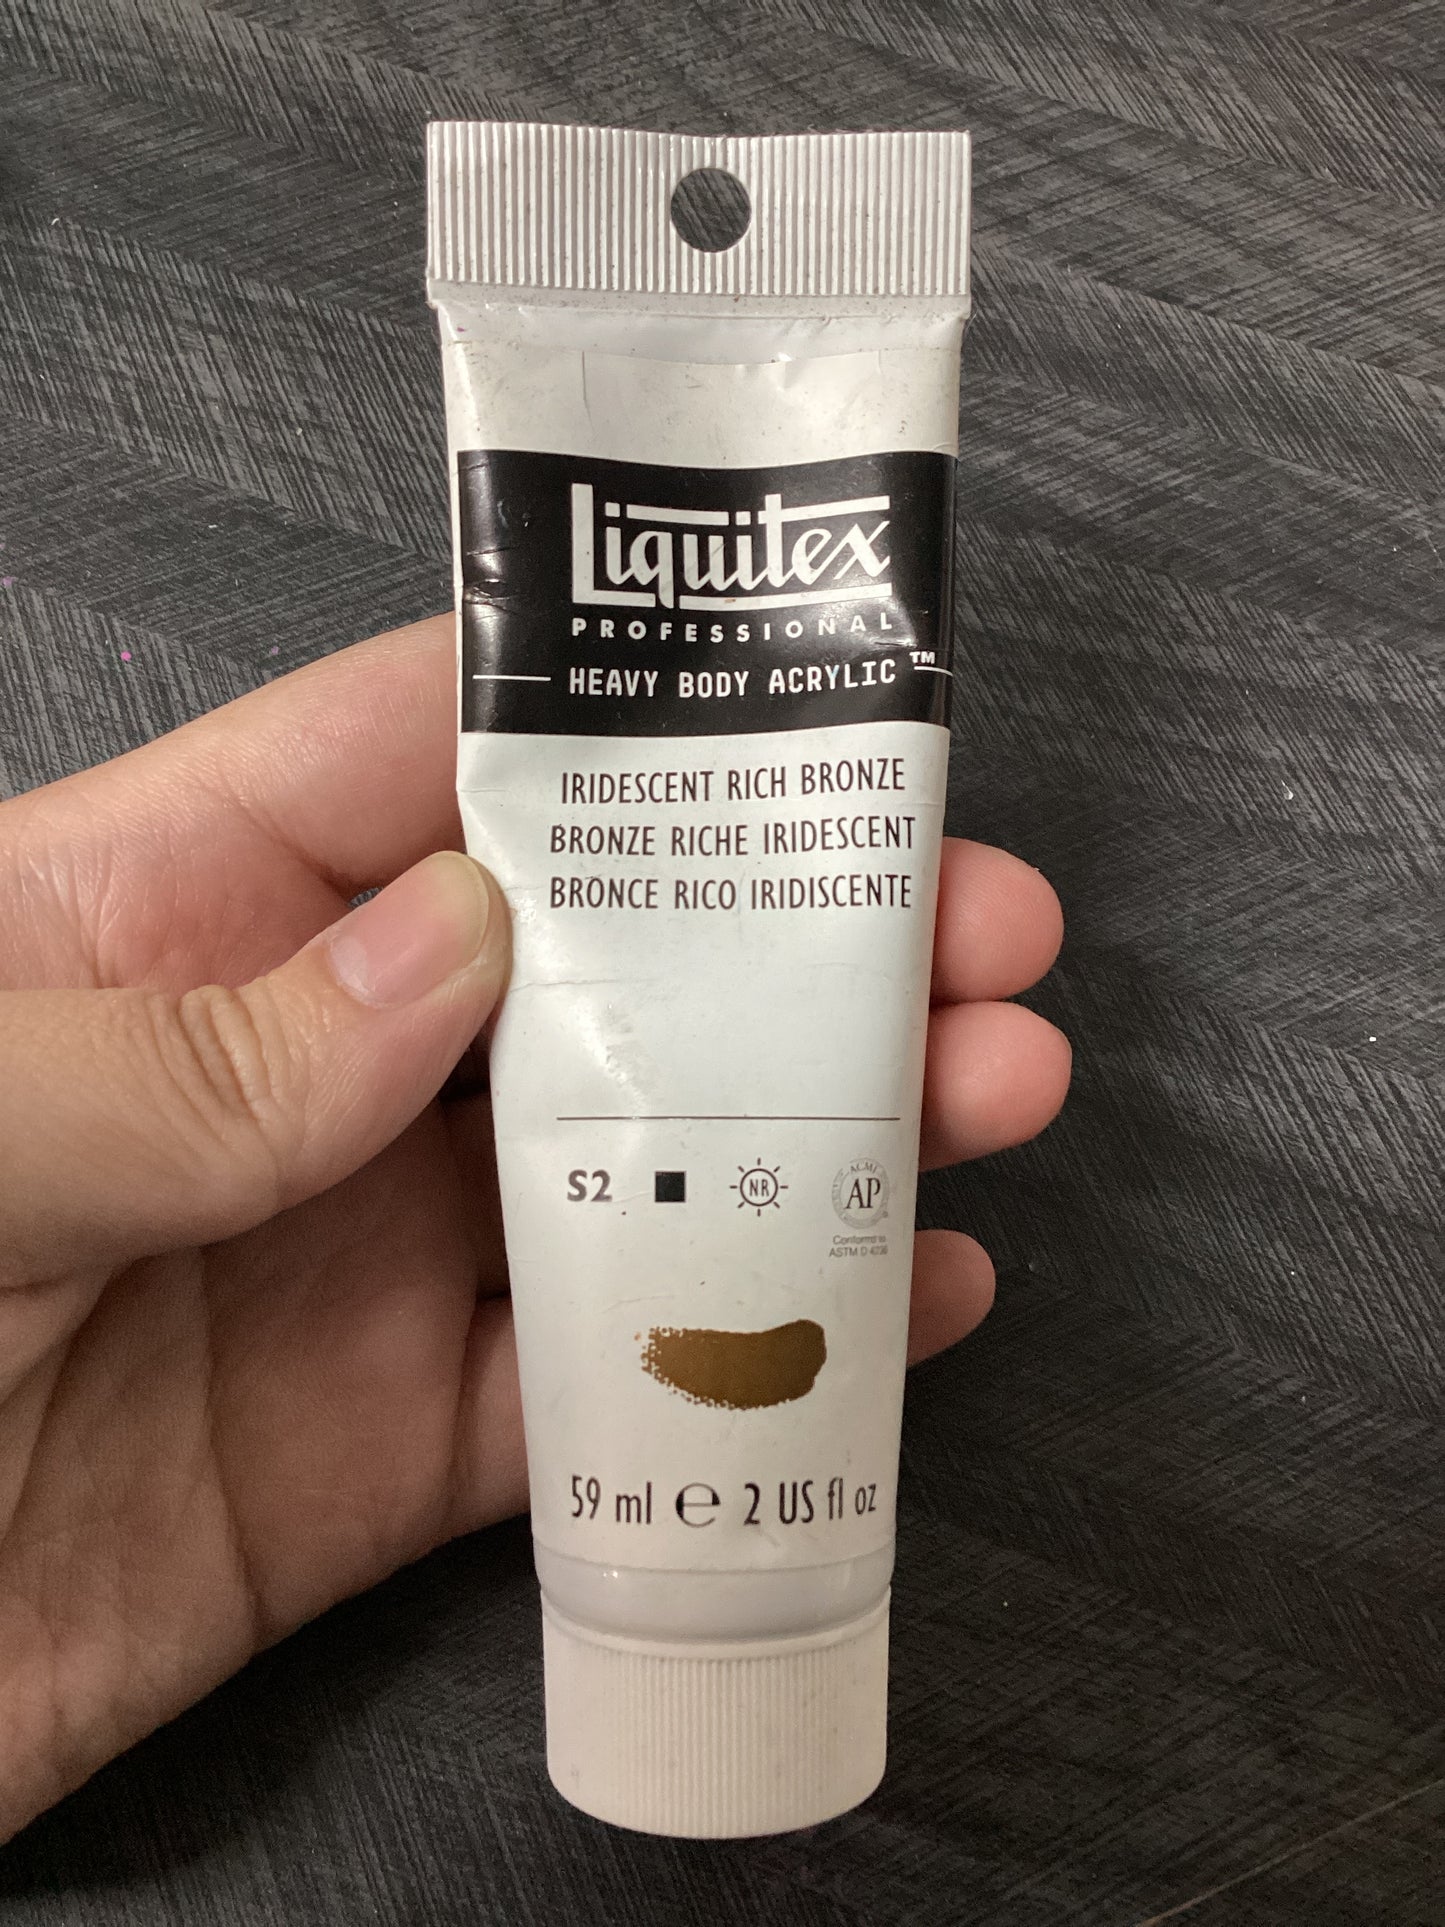 Liquitex
PROFESSIONAL
HEAVY BODY ACRYLIC™
IRIDESCENT RICH BRONZE
BRONZE RICHE IRIDESCENT
BRONCE RICO IRIDISCENTE
S2 NR
ACMI
AP
Conforms to
ASTM D 4236
59 ml ℮ 2 US fl oz